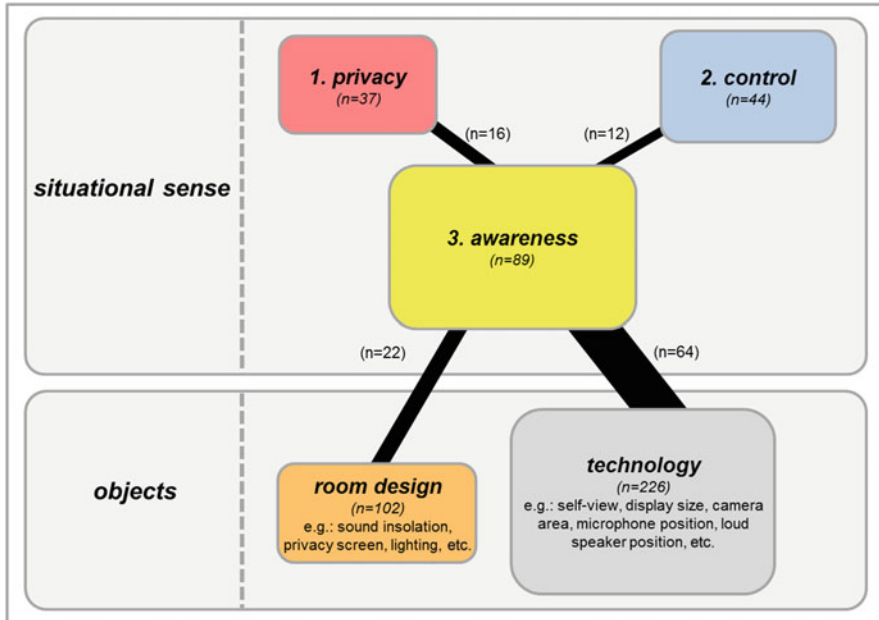 1. privacy
(n=37)
2. control
(n=44)
(n=16)
(n=12)
situational sense
3. awareness
(n=89)
(n=22)
(n=64)
objects
room design
(n=102)
e.g.: sound insolation,
privacy screen, lighting, etc.
technology
(n=226)
e.g.: self-view, display size, camera
area, microphone position, loud
speaker position, etc.